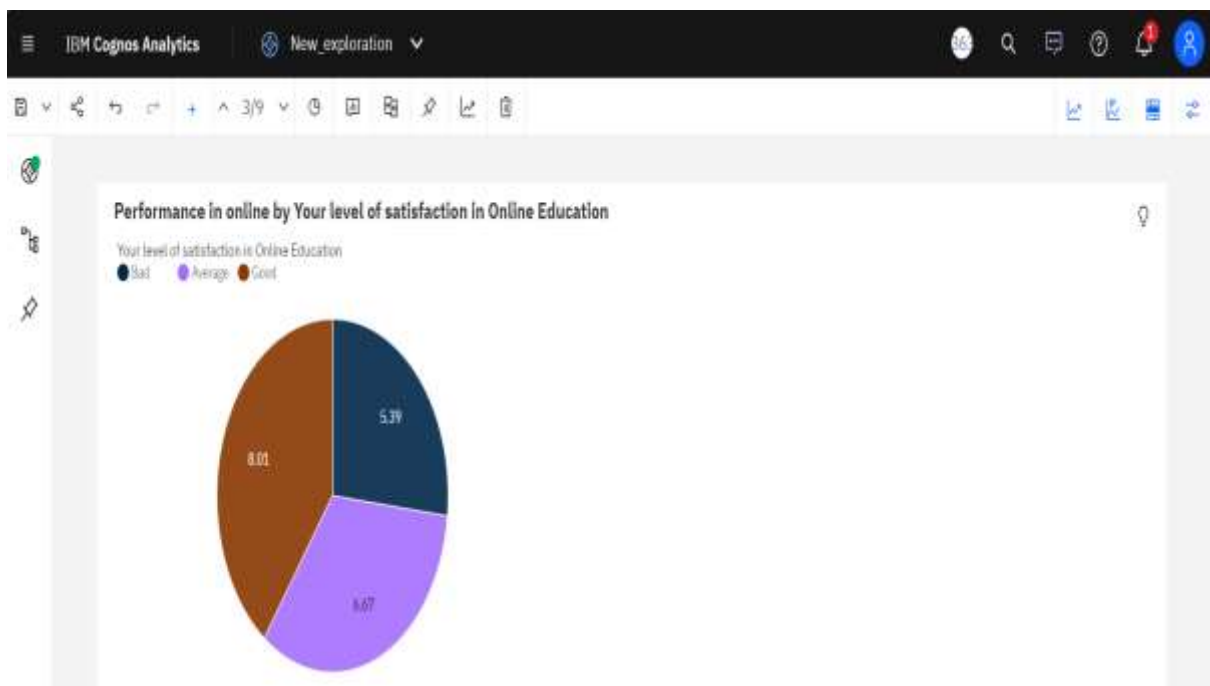 IBM Cognos Analytics
New_exploration
1
3/9
Performance in online by Your level of satisfaction in Online Education
Your level of satisfaction in Online Education
Bad Average Good
5.39
8.01
6.67